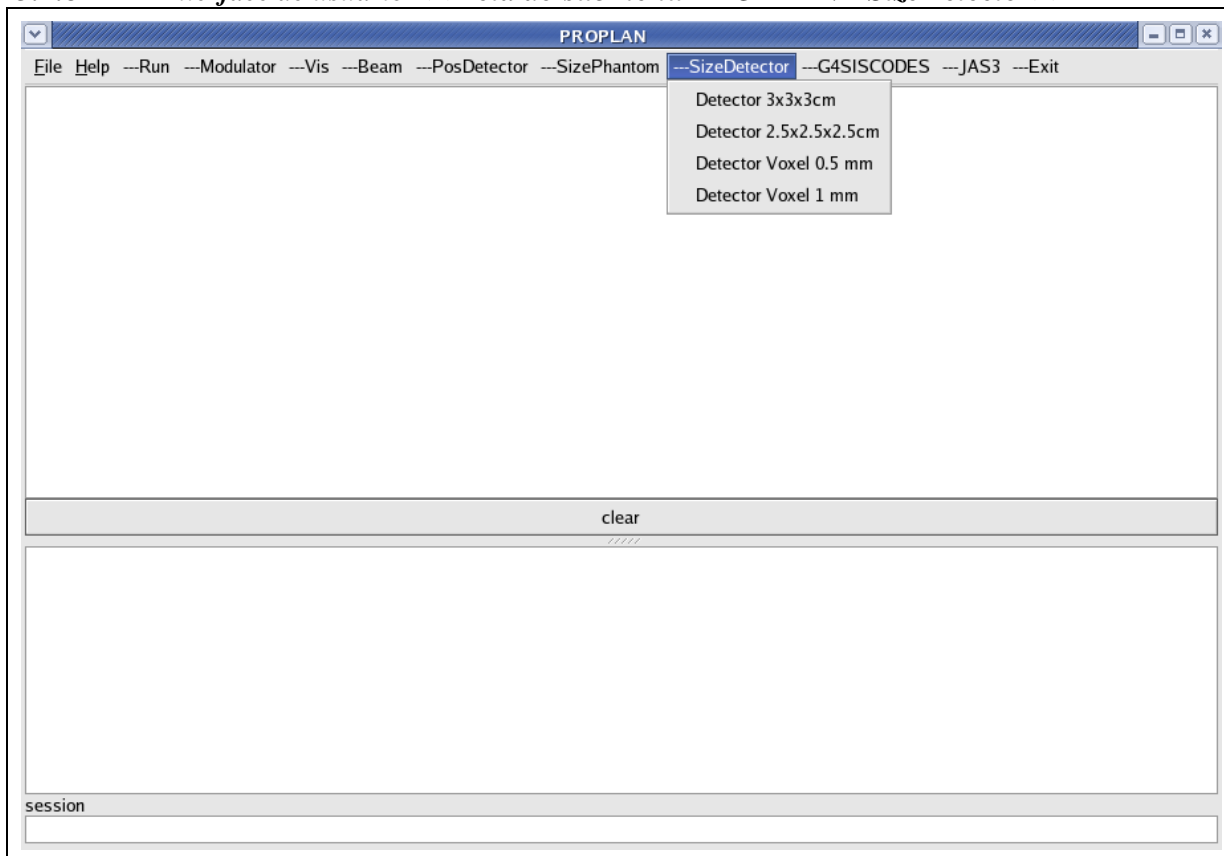 PROPLAN
File Help ---Run ---Modulator ---Vis ---Beam ---PosDetector ---SizePhantom ---SizeDetector ---G4SISCODES ---JAS3 ---Exit
Detector 3x3x3cm
Detector 2.5x2.5x2.5cm
Detector Voxel 0.5 mm
Detector Voxel 1 mm
clear
session